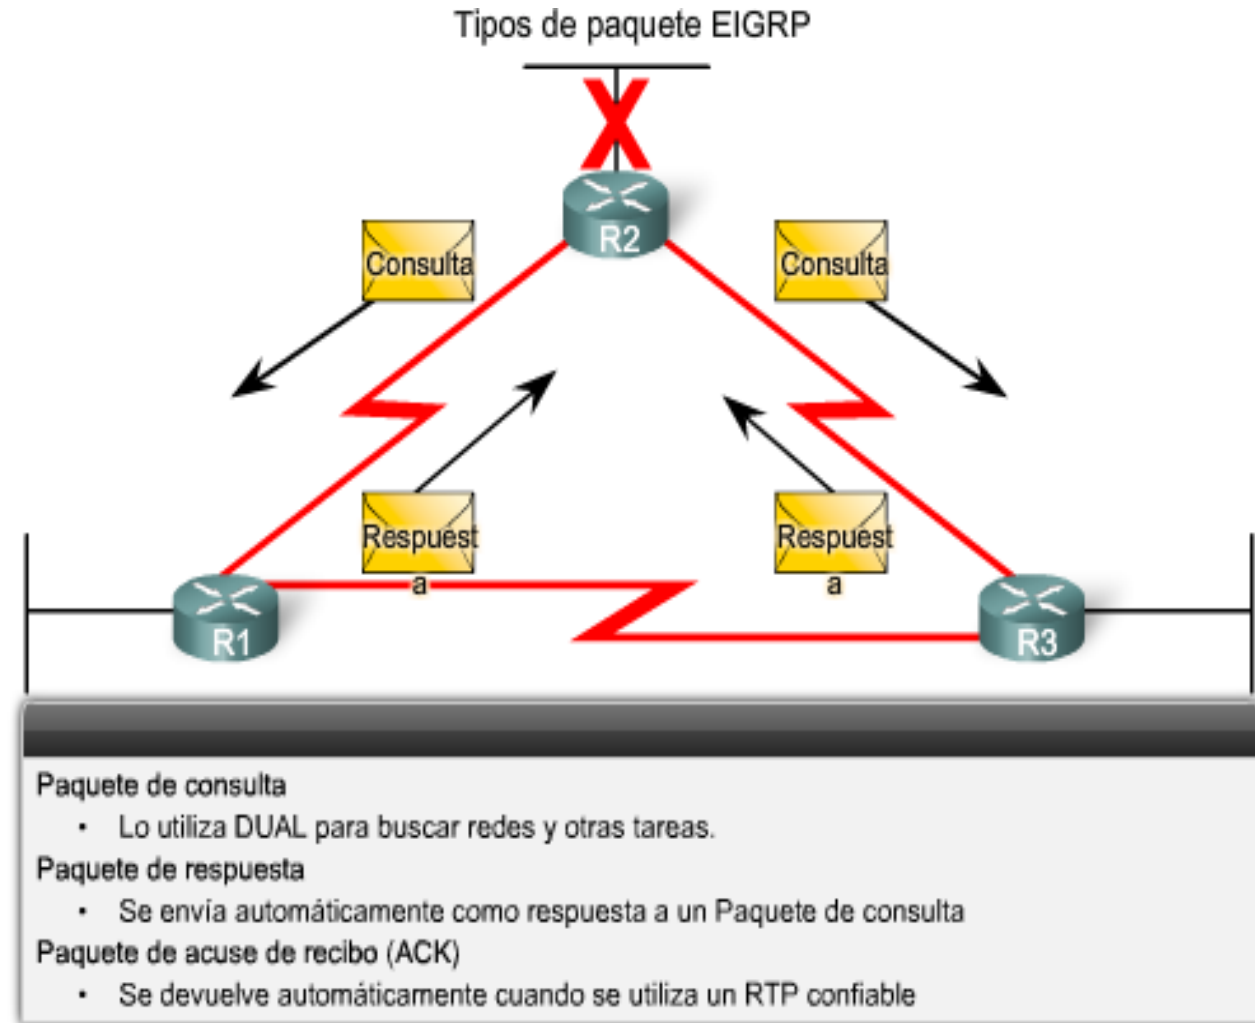 Tipos de paquete EIGRP
R2
Consulta
Consulta
Respuest
a
Respuest
a
R1
R3
Paquete de consulta
• Lo utiliza DUAL para buscar redes y otras tareas.
Paquete de respuesta
• Se envía automáticamente como respuesta a un Paquete de consulta
Paquete de acuse de recibo (ACK)
• Se devuelve automáticamente cuando se utiliza un RTP confiable